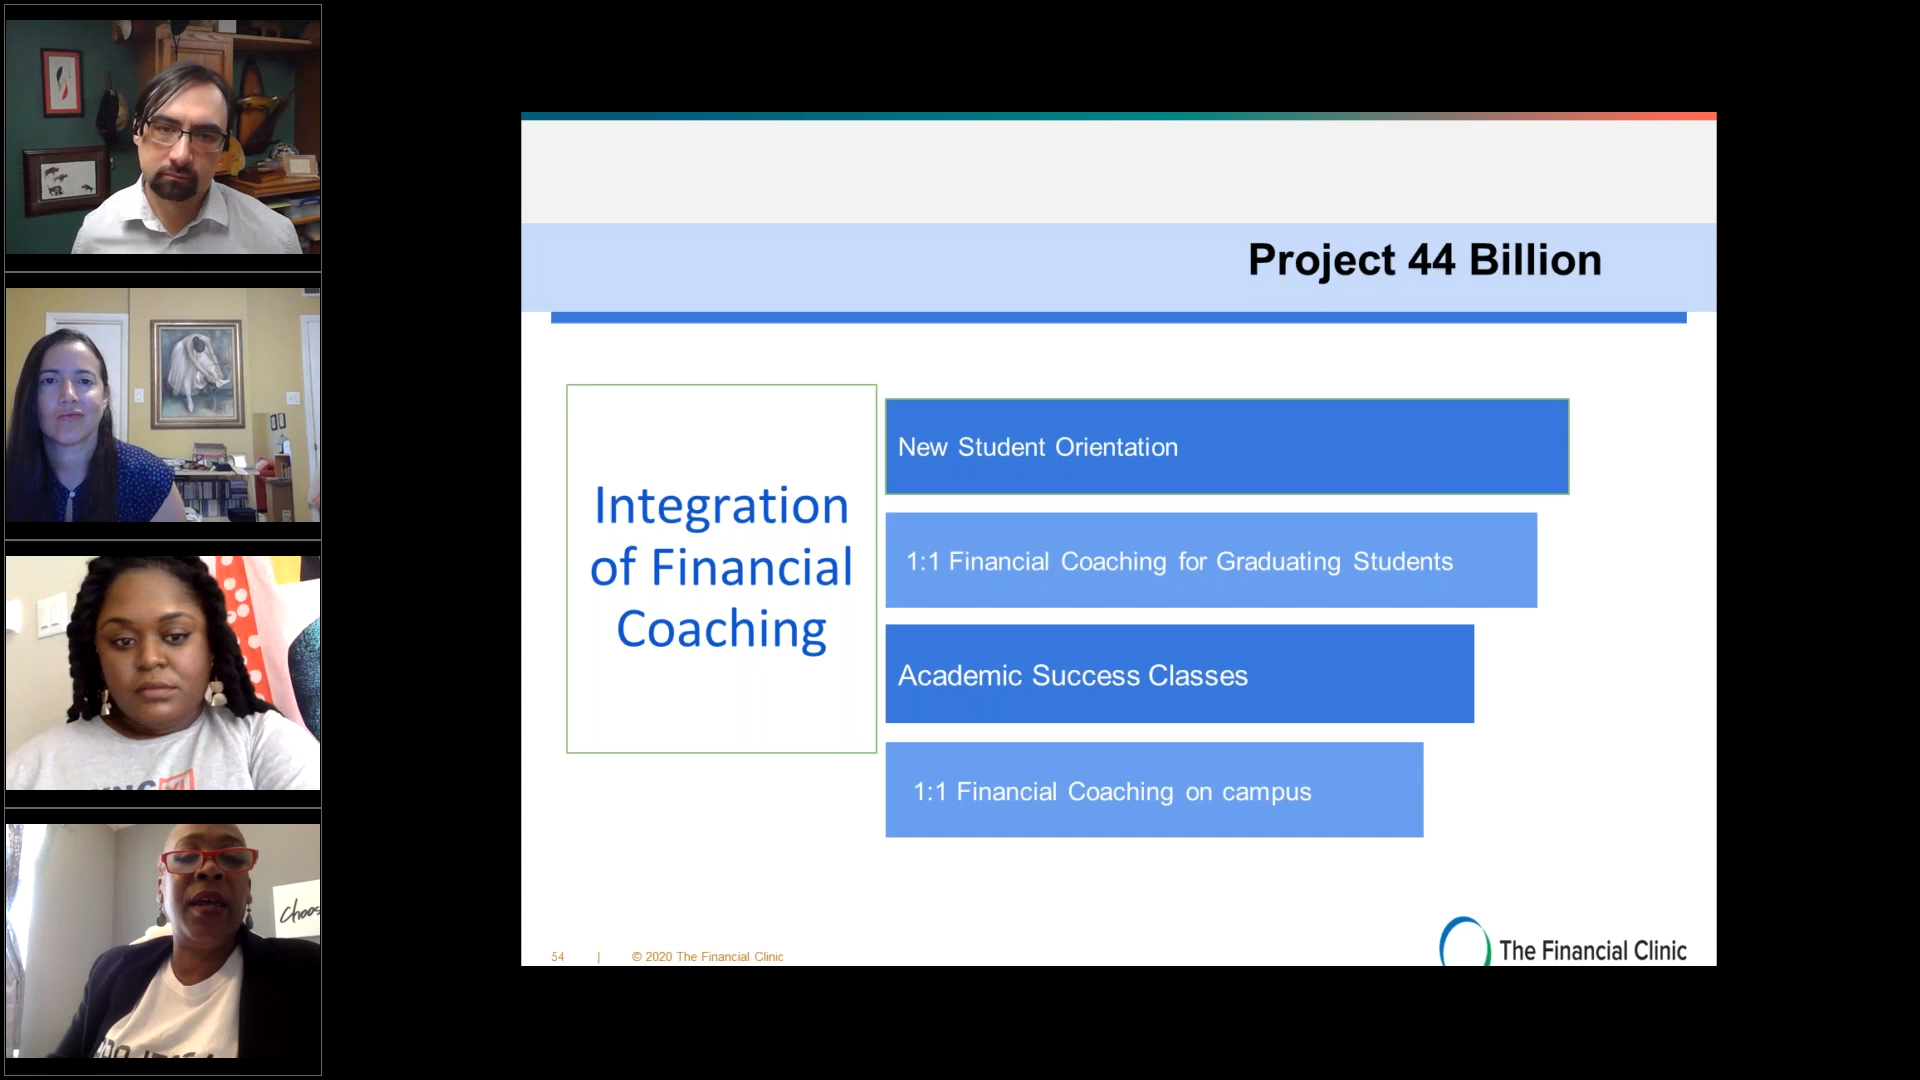 Project 44 Billion
Integration
of Financial
Coaching
New Student Orientation
1:1 Financial Coaching for Graduating Students
Academic Success Classes
1:1 Financial Coaching on campus
54 | © 2020 The Financial Clinic
The Financial Clinic